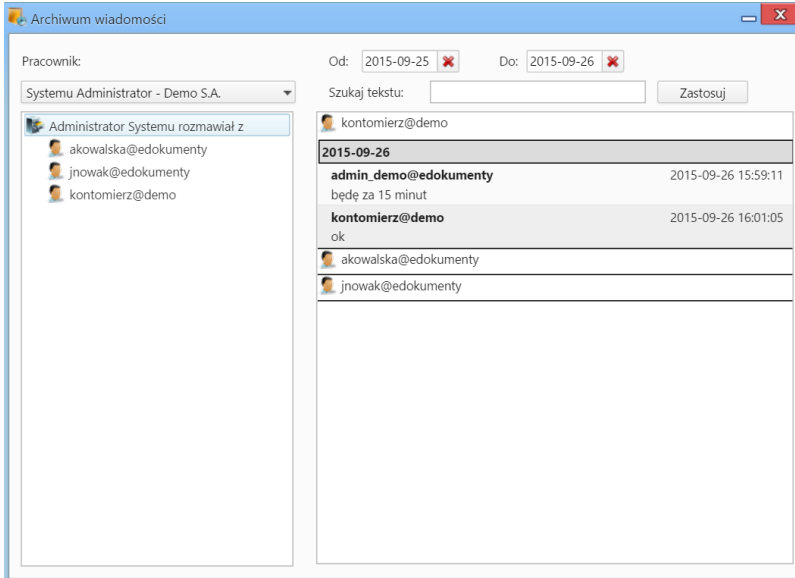 Archiwum wiadomości
Pracownik:
Od: 2015-09-25 Do: 2015-09-26
Systemu Administrator - Demo S.A.
Szukaj tekstu:
Zastosuj
Administrator Systemu rozmawiał z
akowalska@edokumenty
jnowak@edokumenty
kontomierz@demo
kontomierz@demo
2015-09-26
admin_demo@edokumenty 2015-09-26 15:59:11
będę za 15 minut
kontomierz@demo 2015-09-26 16:01:05
ok
akowalska@edokumenty
jnowak@edokumenty